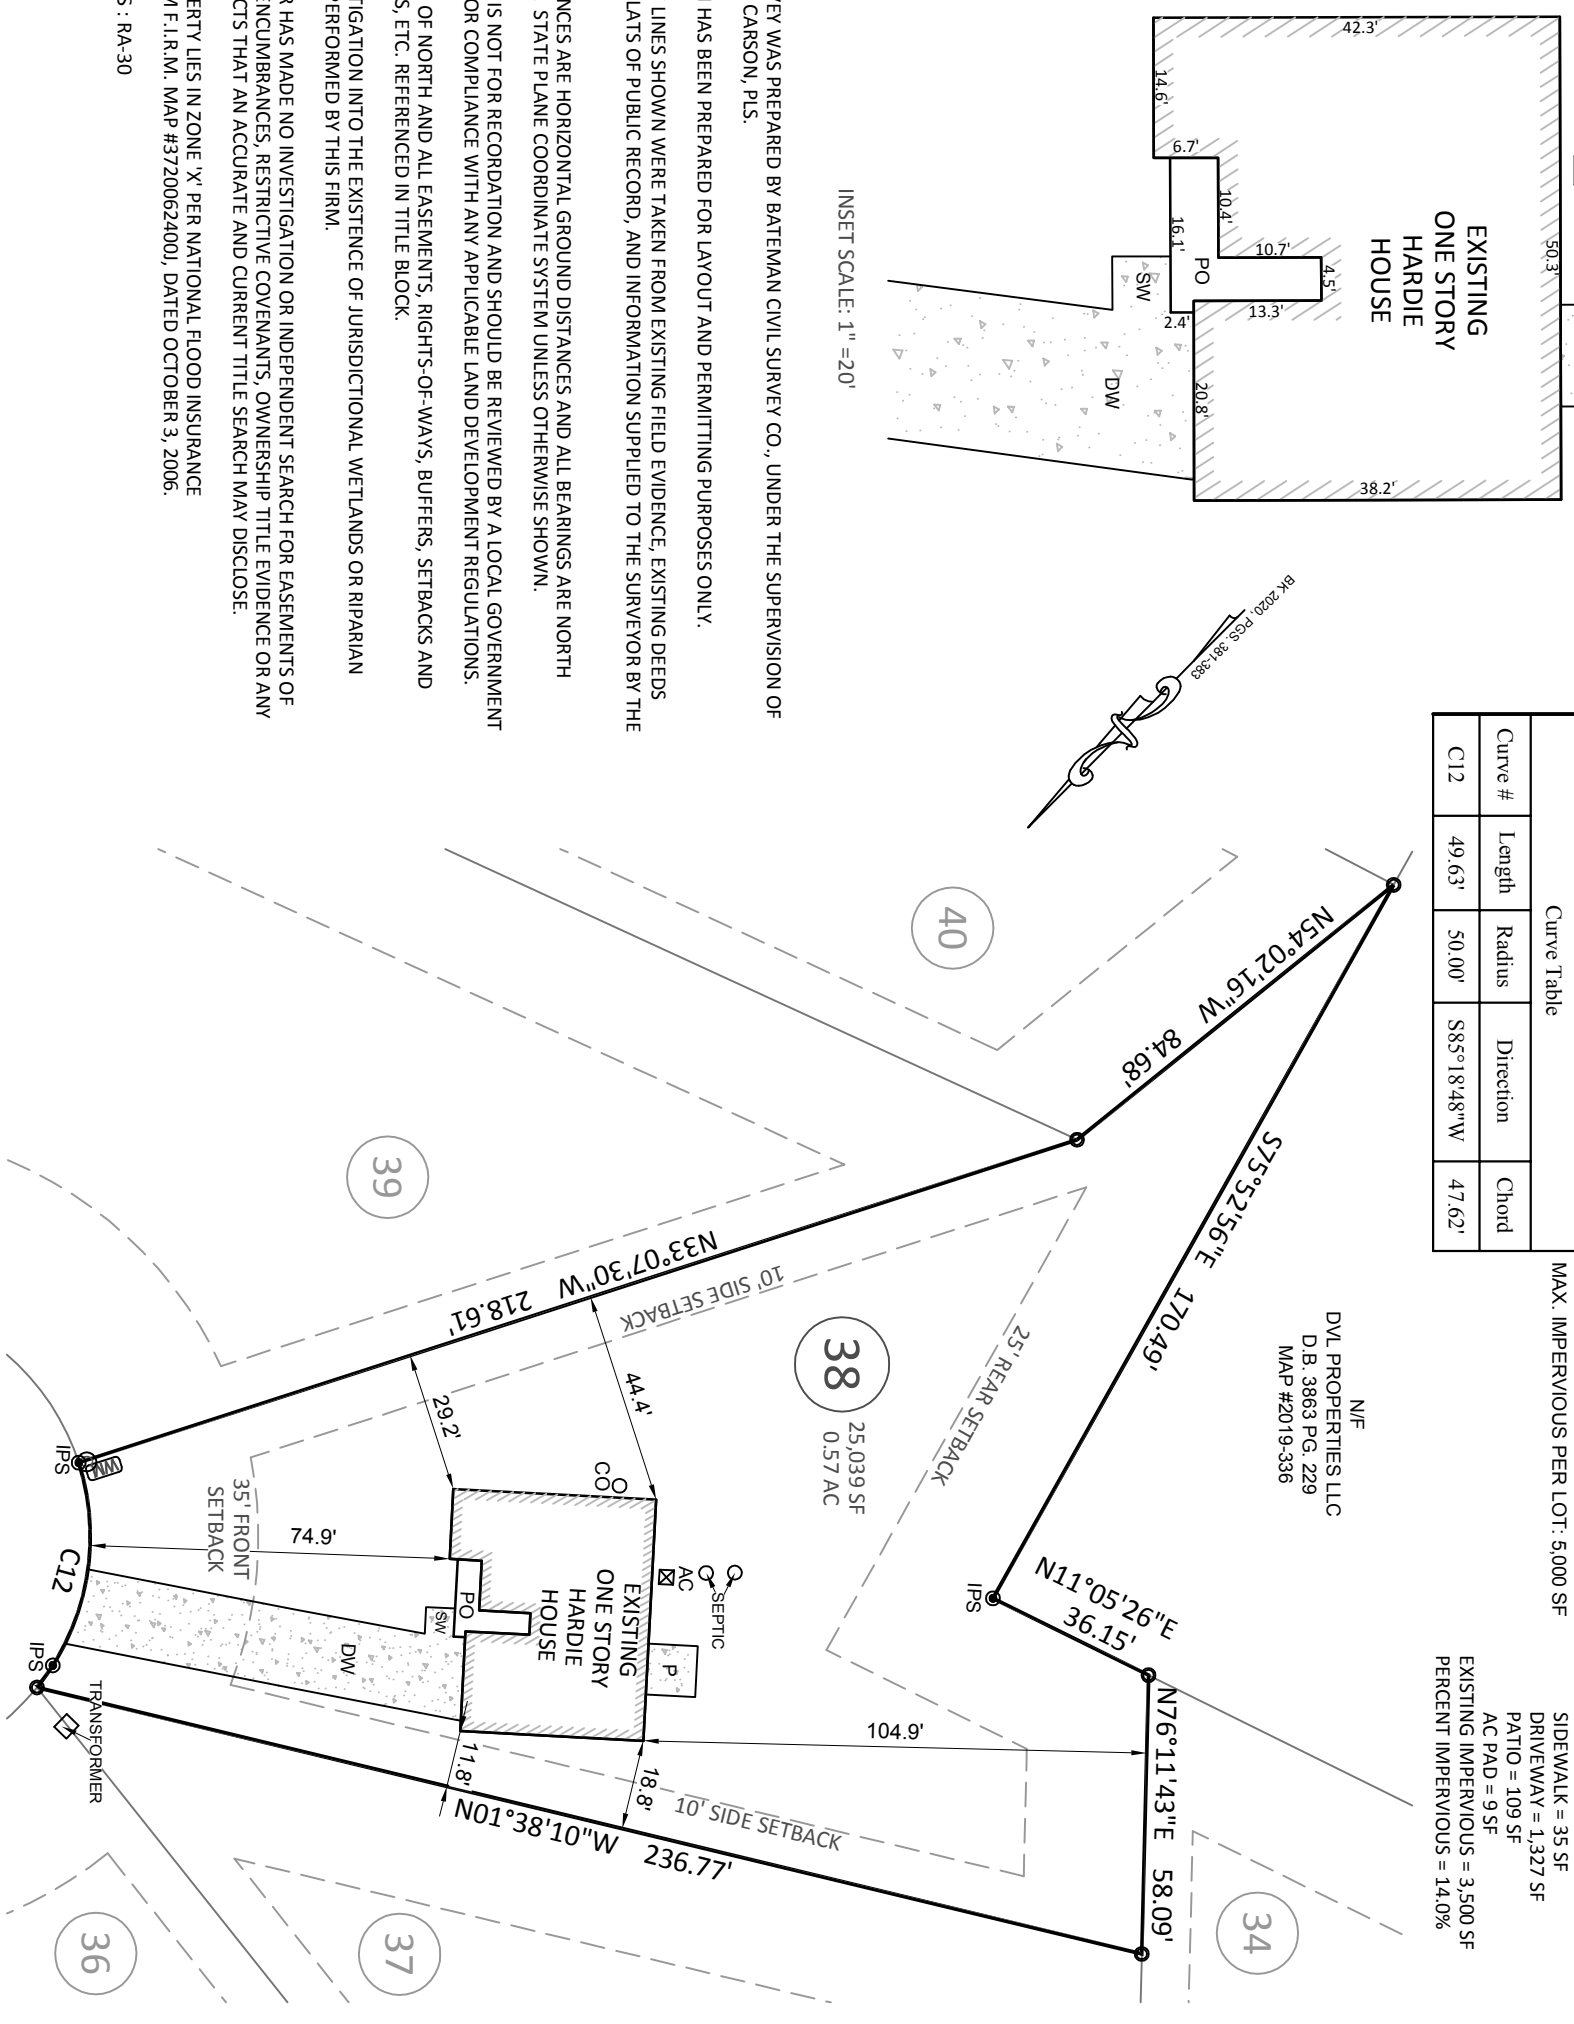 42.3'
14.6'
6.7'
10.4'
16.1'
10.7'
4.5'
13.3'
2.4'
20.8'
38.2'
50.3'
PO
SW
DW
EXISTING
ONE STORY
HARDIE
HOUSE
INSET SCALE: 1" =20'
VEY WAS PREPARED BY BATEMAN CIVIL SURVEY CO., UNDER THE SUPERVISION OF
CARSON, PLS.
HAS BEEN PREPARED FOR LAYOUT AND PERMITTING PURPOSES ONLY.
LINES SHOWN WERE TAKEN FROM EXISTING FIELD EVIDENCE, EXISTING DEEDS
LATS OF PUBLIC RECORD, AND INFORMATION SUPPLIED TO THE SURVEYOR BY THE
NCES ARE HORIZONTAL GROUND DISTANCES AND ALL BEARINGS ARE NORTH
STATE PLANE COORDINATE SYSTEM UNLESS OTHERWISE SHOWN.
IS NOT FOR RECORDATION AND SHOULD BE REVIEWED BY A LOCAL GOVERNMENT
OR COMPLIANCE WITH ANY APPLICABLE LAND DEVELOPMENT REGULATIONS.
OF NORTH AND ALL EASEMENTS, RIGHTS-OF-WAYS, BUFFERS, SETBACKS AND
S, ETC. REFERENCED IN TITLE BLOCK.
TIGATION INTO THE EXISTENCE OF JURISDICTIONAL WETLANDS OR RIPARIAN
PERFORMED BY THIS FIRM.
R HAS MADE NO INVESTIGATION OR INDEPENDENT SEARCH FOR EASEMENTS OF
ENCUMBRANCES, RESTRICTIVE COVENANTS, OWNERSHIP TITLE EVIDENCE OR ANY
CTS THAT AN ACCURATE AND CURRENT TITLE SEARCH MAY DISCLOSE.
ERTY LIES IN ZONE 'X' PER NATIONAL FLOOD INSURANCE
M F.I.R.M. MAP #3720062400J, DATED OCTOBER 3, 2006.
S : RA-30
BK 2020, PGS. 381-383
Curve Table
Curve # Length Radius Direction Chord
C12 49.63' 50.00' S85°18'48"W 47.62'
MAX. IMPERVIOUS PER LOT: 5,000 SF
SIDEWALK = 35 SF
DRIVEWAY = 1,327 SF
PATIO = 109 SF
AC PAD = 9 SF
EXISTING IMPERVIOUS = 3,500 SF
PERCENT IMPERVIOUS = 14.0%
N/F
DVL PROPERTIES LLC
D.B. 3863 PG. 229
MAP #2019-336
N54°02'16"W 84.68'
S75°52'56"E 170.49'
N11°05'26"E
36.15'
N76°11'43"E 58.09'
N33°07'30"W 218.61'
N01°38'10"W 236.77'
40
39
38
25,039 SF
0.57 AC
34
37
36
25' REAR SETBACK
10' SIDE SETBACK
10' SIDE SETBACK
35' FRONT
SETBACK
IPS
44.4'
29.2'
74.9'
104.9'
18.8'
11.8'
CO
AC
SEPTIC
P
EXISTING
ONE STORY
HARDIE
HOUSE
PO
SW
DW
WM
IPS
C12
IPS
TRANSFORMER